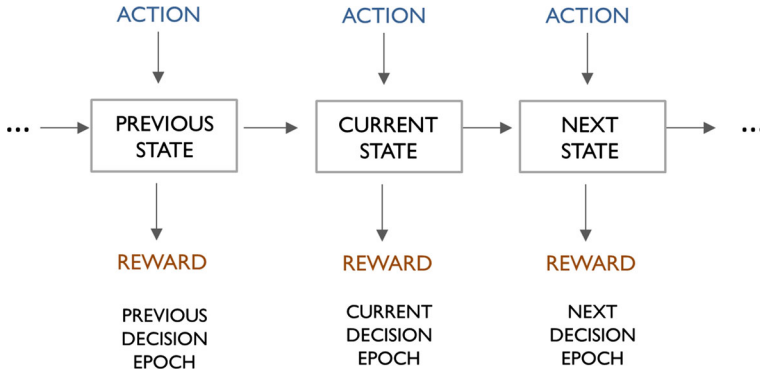 ACTION ACTION ACTION
... PREVIOUS STATE CURRENT STATE NEXT STATE ...
REWARD REWARD REWARD
PREVIOUS DECISION EPOCH
CURRENT DECISION EPOCH
NEXT DECISION EPOCH